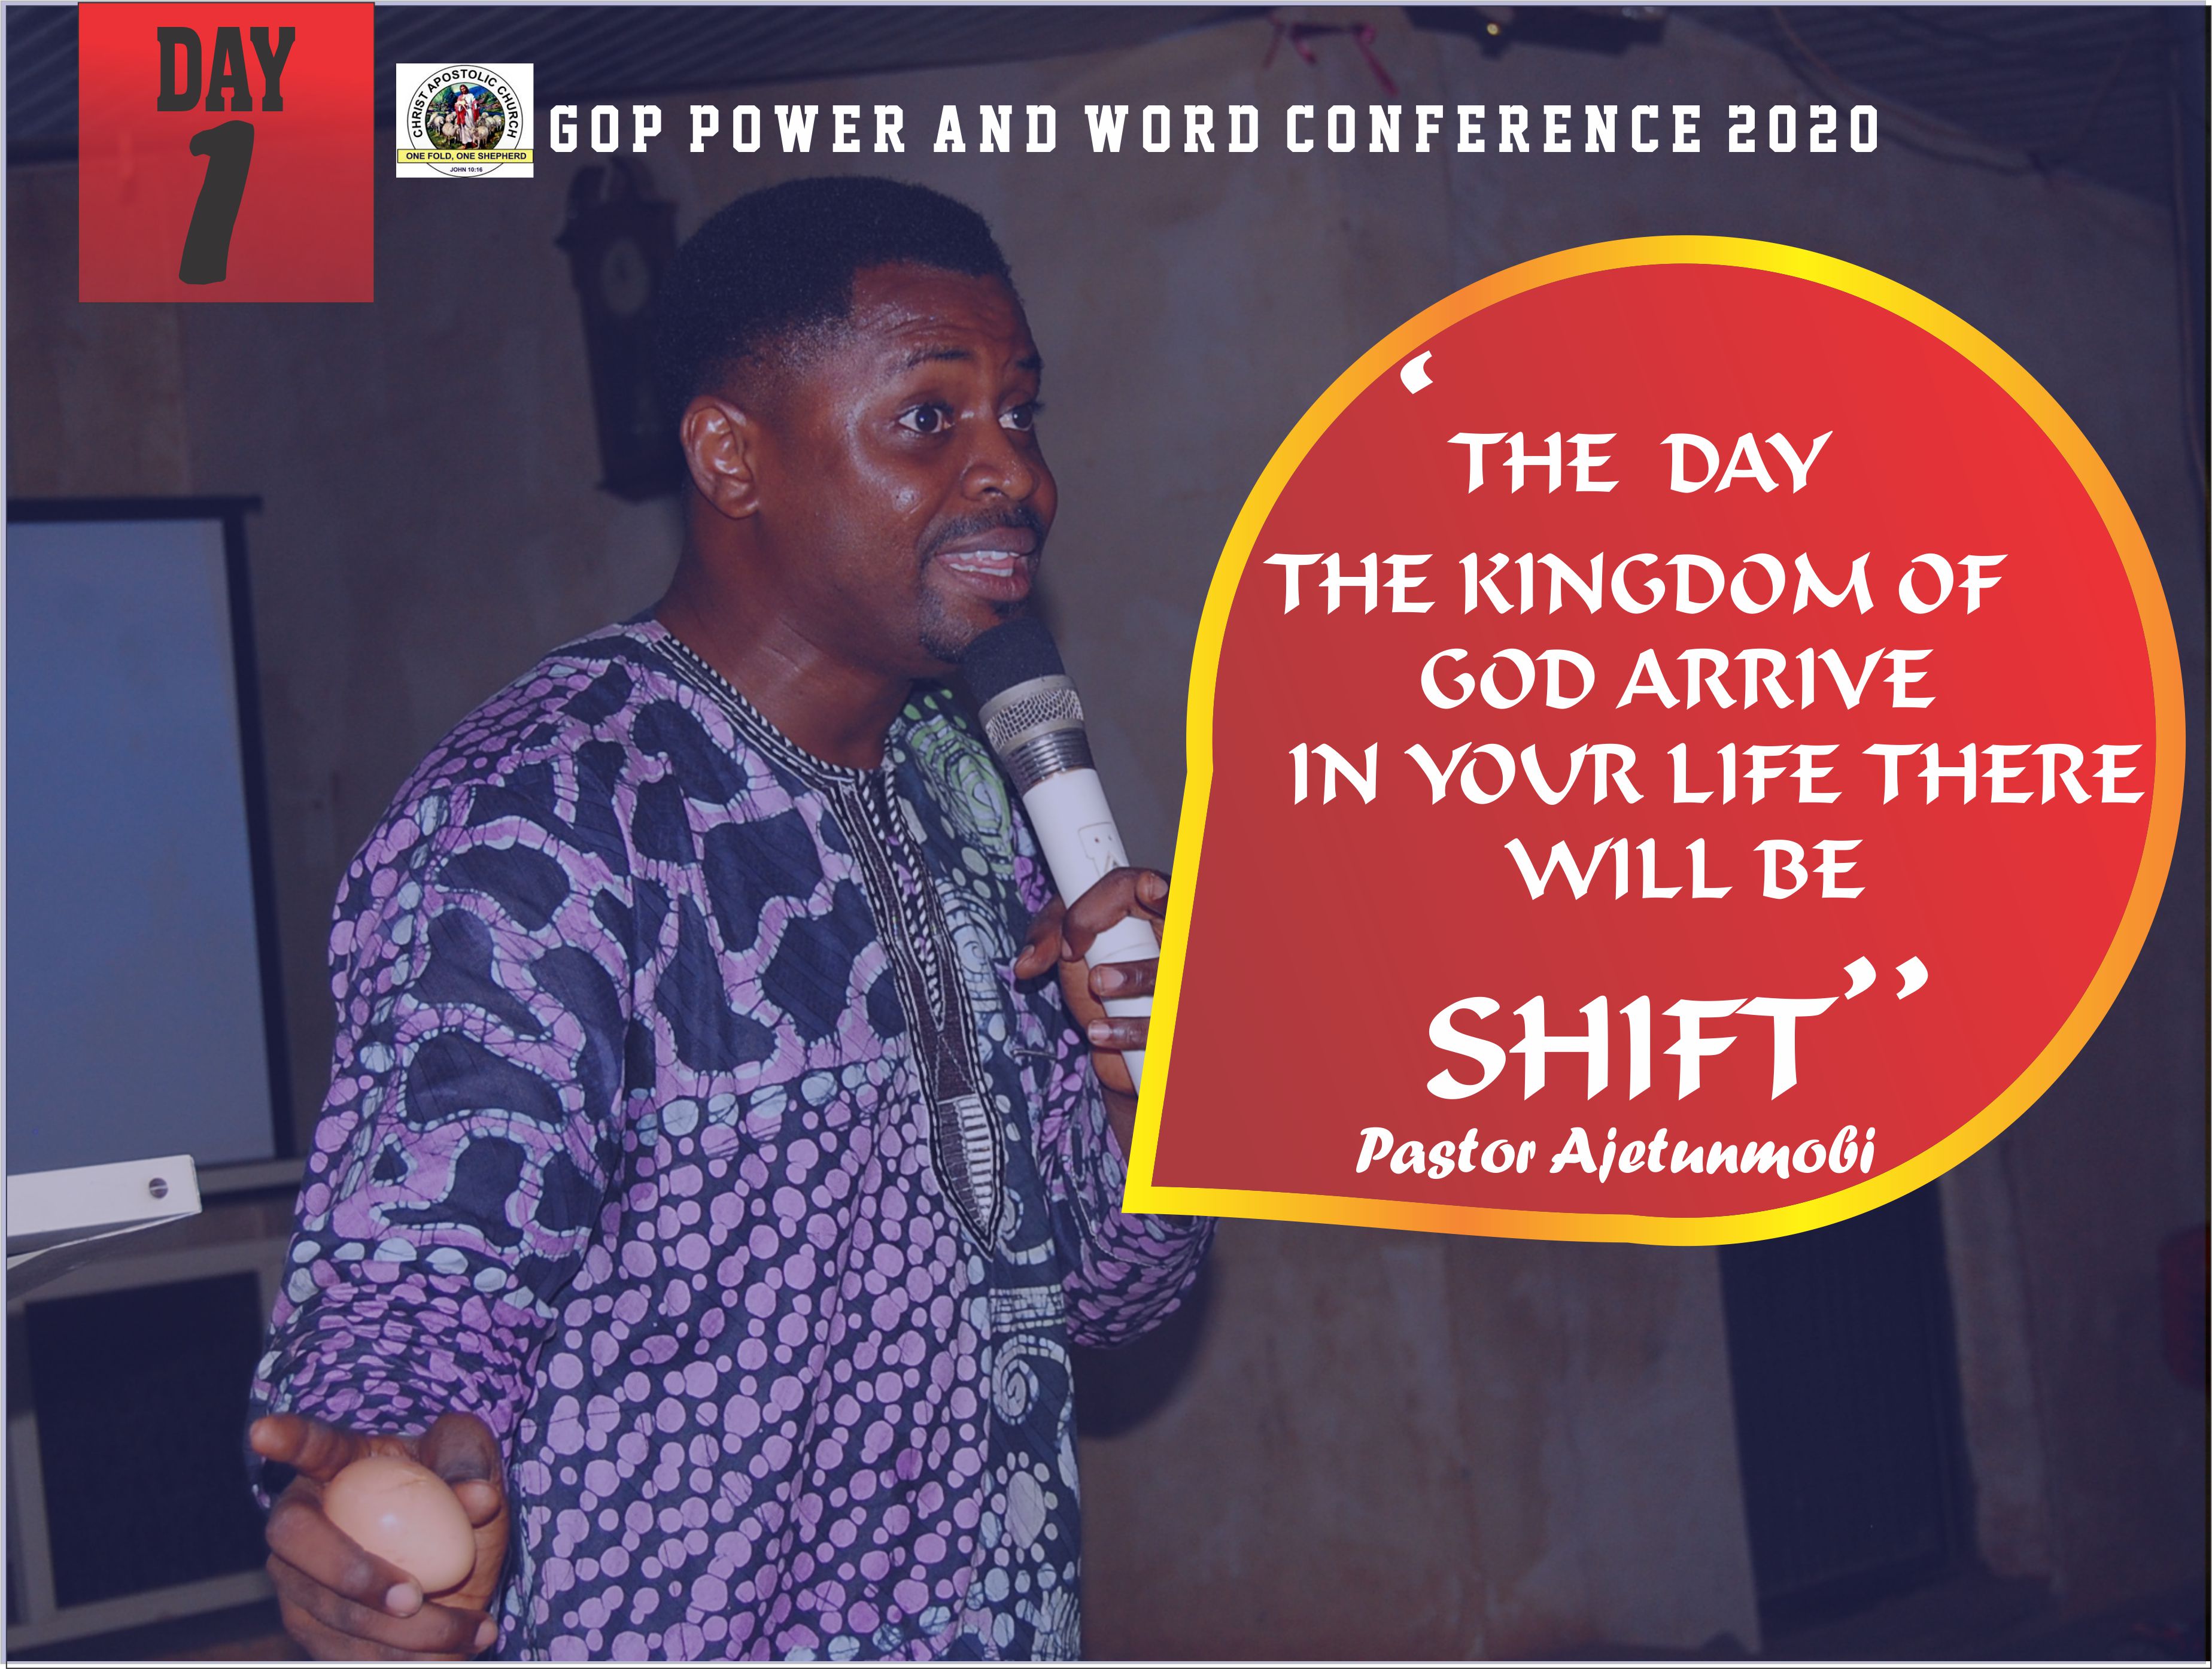 DAY
1
CHRIST APOSTOLIC CHURCH
ONE FOLD, ONE SHEPHERD
JOHN 10:16
GOP POWER AND WORD CONFERENCE 2020
‘
THE DAY
THE KINGDOM OF
GOD ARRIVE
IN YOUR LIFE THERE
WILL BE
SHIFT’’
Pastor Ajetunmobi